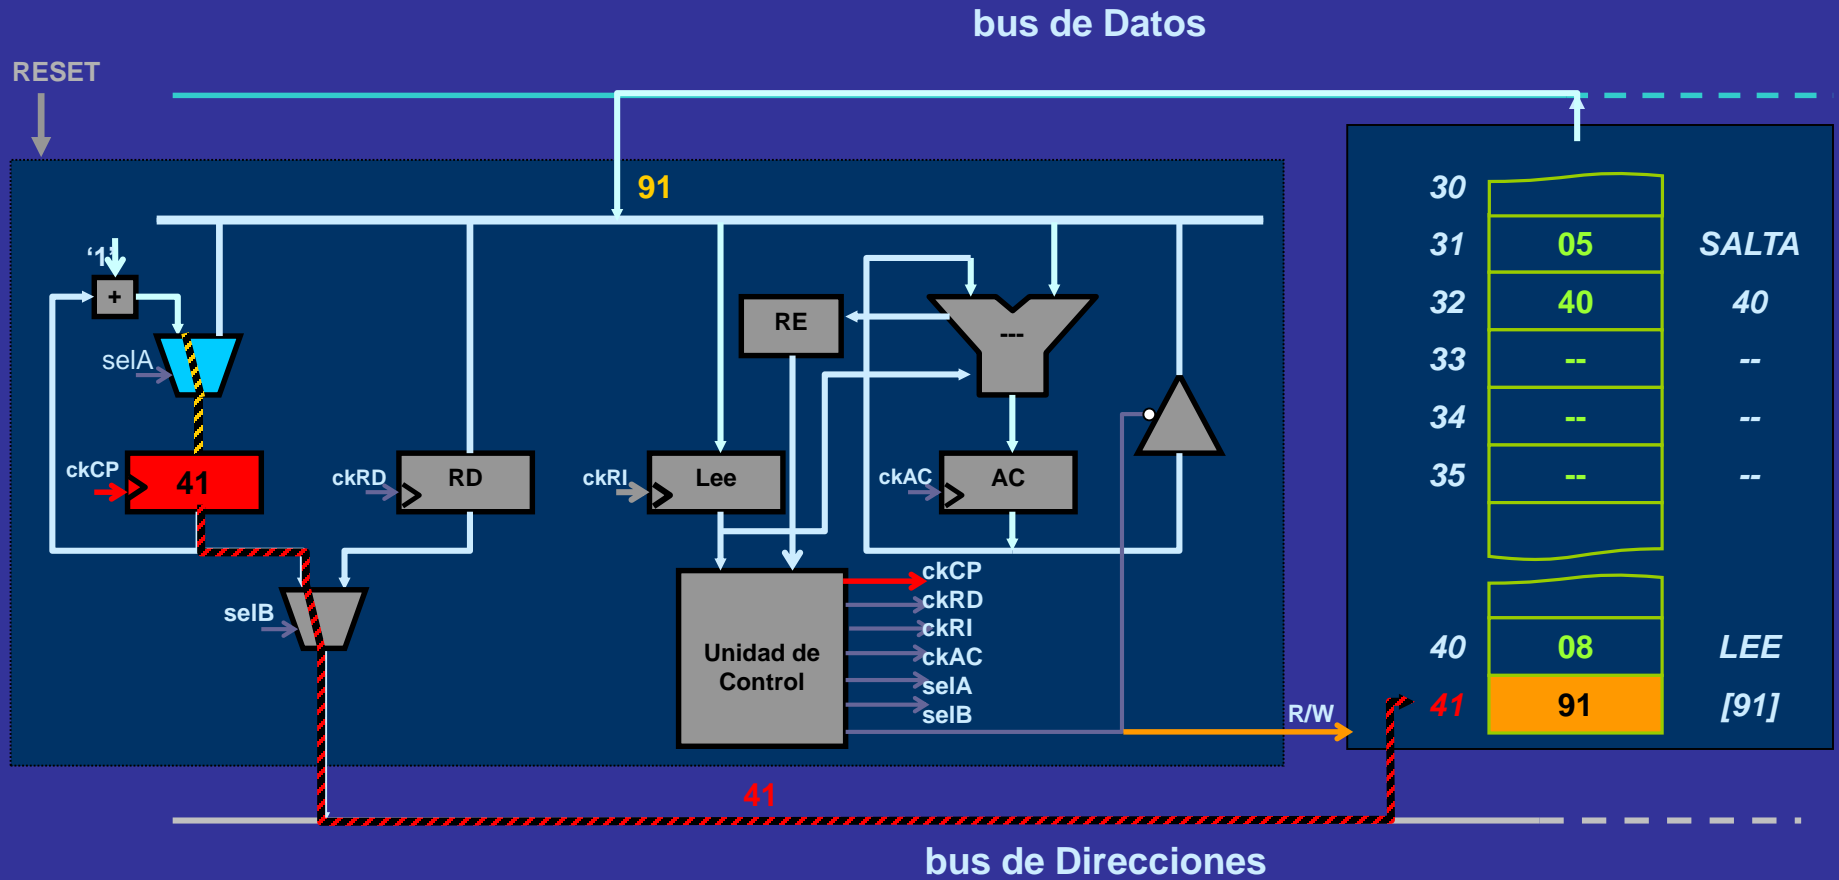 bus de Datos
RESET
91
‘1’
+
selA
ckCP
41
ckRD
RD
ckRI
Lee
RE
---
ckAC
AC
selB
Unidad de
Control
ckCP
ckRD
ckRI
ckAC
selA
selB
R/W
30
31 05 SALTA
32 40 40
33 -- --
34 -- --
35 -- --
40 08 LEE
41 91 [91]
41
bus de Direcciones